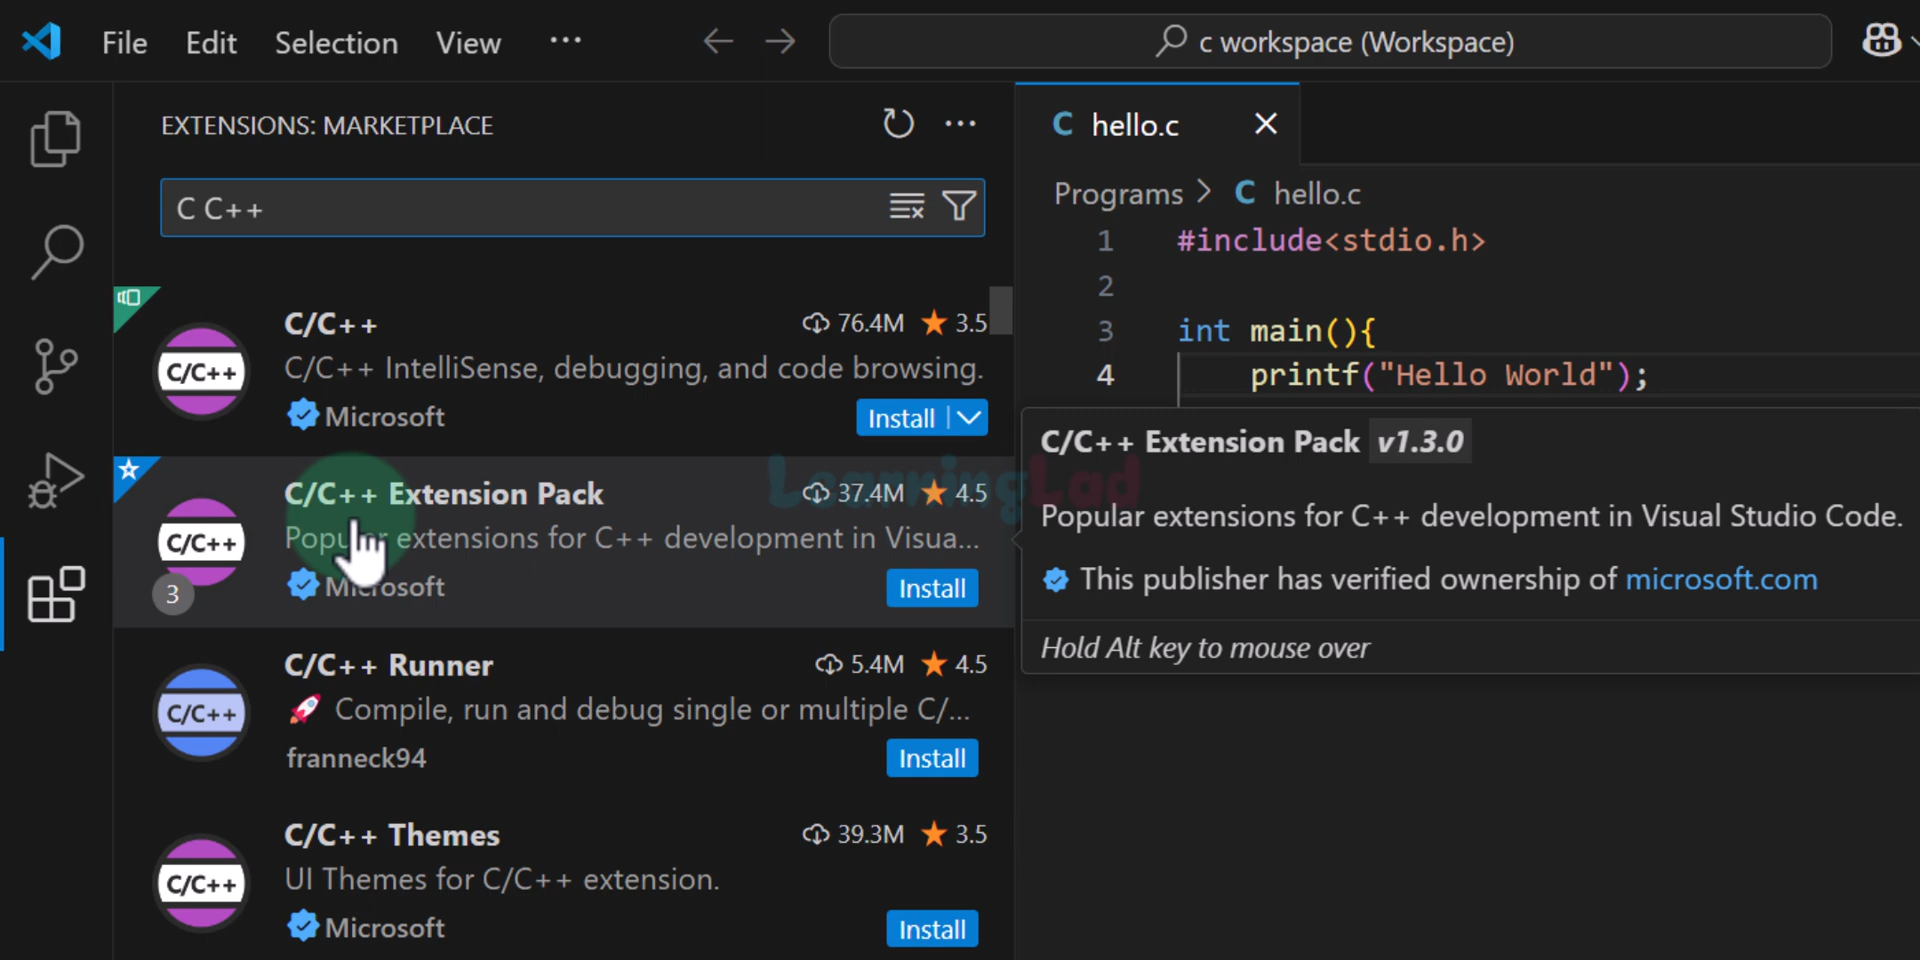 File Edit Selection View ··· c workspace (Workspace)
EXTENSIONS: MARKETPLACE
C C++
C/C++ 76.4M 3.5
C/C++
C/C++ IntelliSense, debugging, and code browsing.
Microsoft Install
C/C++ Extension Pack 37.4M 4.5
C/C++
Popular extensions for C++ development in Visua...
3
Microsoft Install
C/C++ Runner 5.4M 4.5
C/C++
🚀 Compile, run and debug single or multiple C/...
franneck94 Install
C/C++ Themes 39.3M 3.5
C/C++
UI Themes for C/C++ extension.
Microsoft Install
C hello.c
Programs > C hello.c
1 #include<stdio.h>
2
3 int main(){
4 printf("Hello World");
LearningLad
C/C++ Extension Pack v1.3.0
Popular extensions for C++ development in Visual Studio Code.
This publisher has verified ownership of microsoft.com
Hold Alt key to mouse over